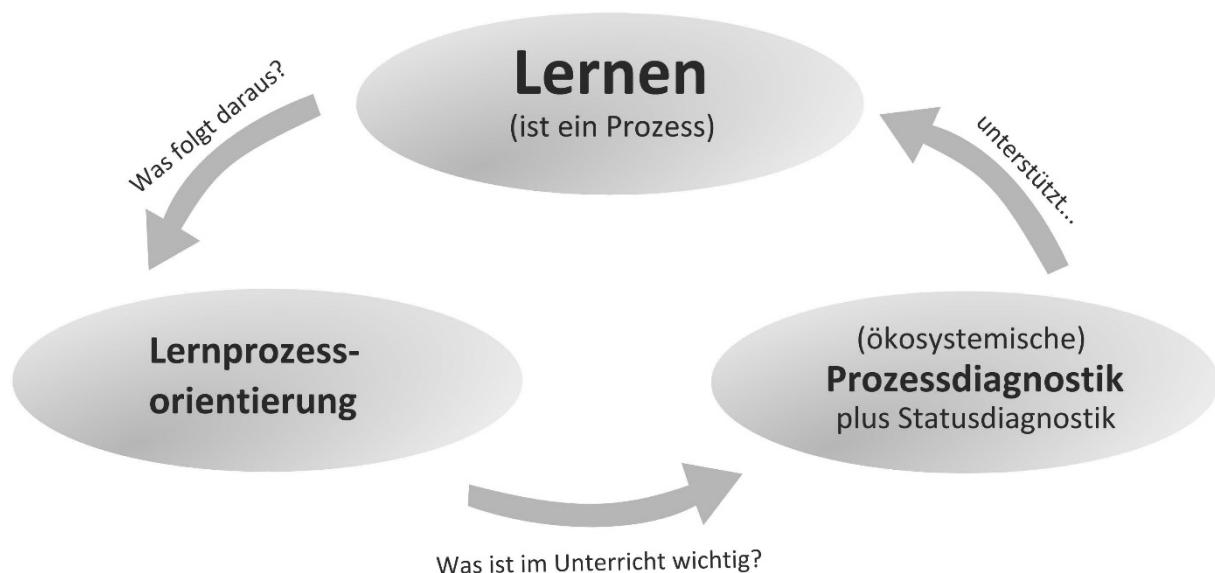 Lernen
(ist ein Prozess)
Was folgt daraus?
unterstützt...
Lernprozess-
orientierung
(ökosystemische)
Prozessdiagnostik
plus Statusdiagnostik
Was ist im Unterricht wichtig?